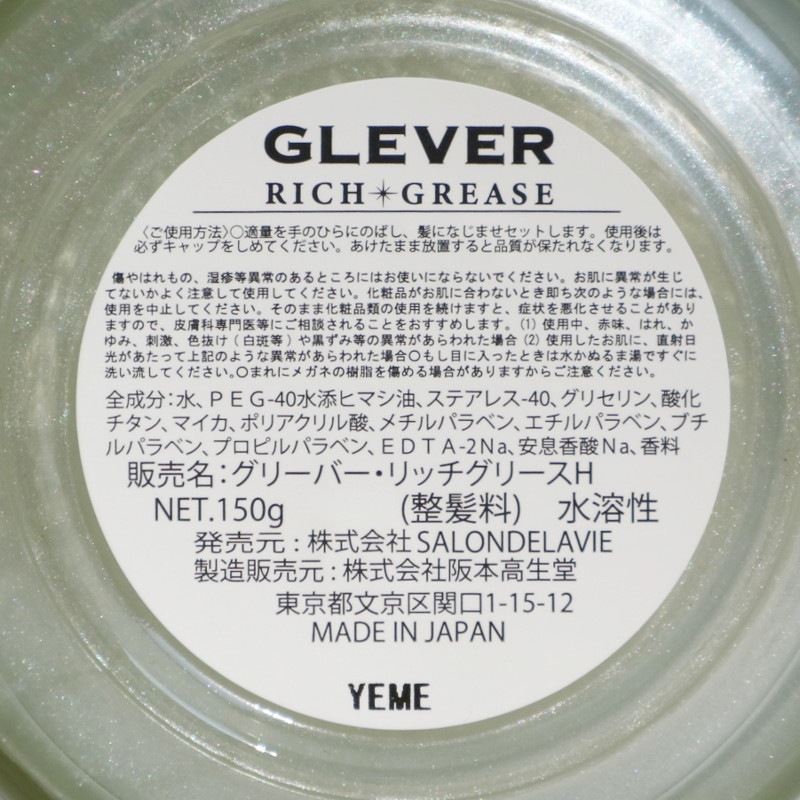 GLEVER
RICH✴GREASE
〈ご使用方法〉○適量を手のひらにのばし、髪になじませセットします。使用後は
必ずキャップをしめてください。あけたまま放置すると品質が保たれなくなります。
傷やはれもの、湿疹等異常のあるところにはお使いにならないでください。お肌に異常が生じ
てないかよく注意して使用してください。化粧品がお肌に合わないとき即ち次のような場合には、
使用を中止してください。そのまま化粧品類の使用を続けますと、症状を悪化させることがあり
ますので、皮膚科専門医等にご相談されることをおすすめします。(1) 使用中、赤味、はれ、か
ゆみ、刺激、色抜け(白斑等)や黒ずみ等の異常があらわれた場合 (2) 使用したお肌に、直射日
光があたって上記のような異常があらわれた場合○もし目に入ったときは水かぬるま湯ですぐに
洗い流してください。○まれにメガネの樹脂を傷める場合がありますからご注意ください。
全成分:水、PEG-40水添ヒマシ油、ステアレス-40、グリセリン、酸化
チタン、マイカ、ポリアクリル酸、メチルパラベン、エチルパラベン、ブチ
ルパラベン、プロピルパラベン、EDTA-2Na、安息香酸Na、香料
販売名:グリーバー・リッチグリースH
NET.150g (整髪料) 水溶性
発売元:株式会社 SALONDELAVIE
製造販売元:株式会社阪本高生堂
東京都文京区関口1-15-12
MADE IN JAPAN
YEME